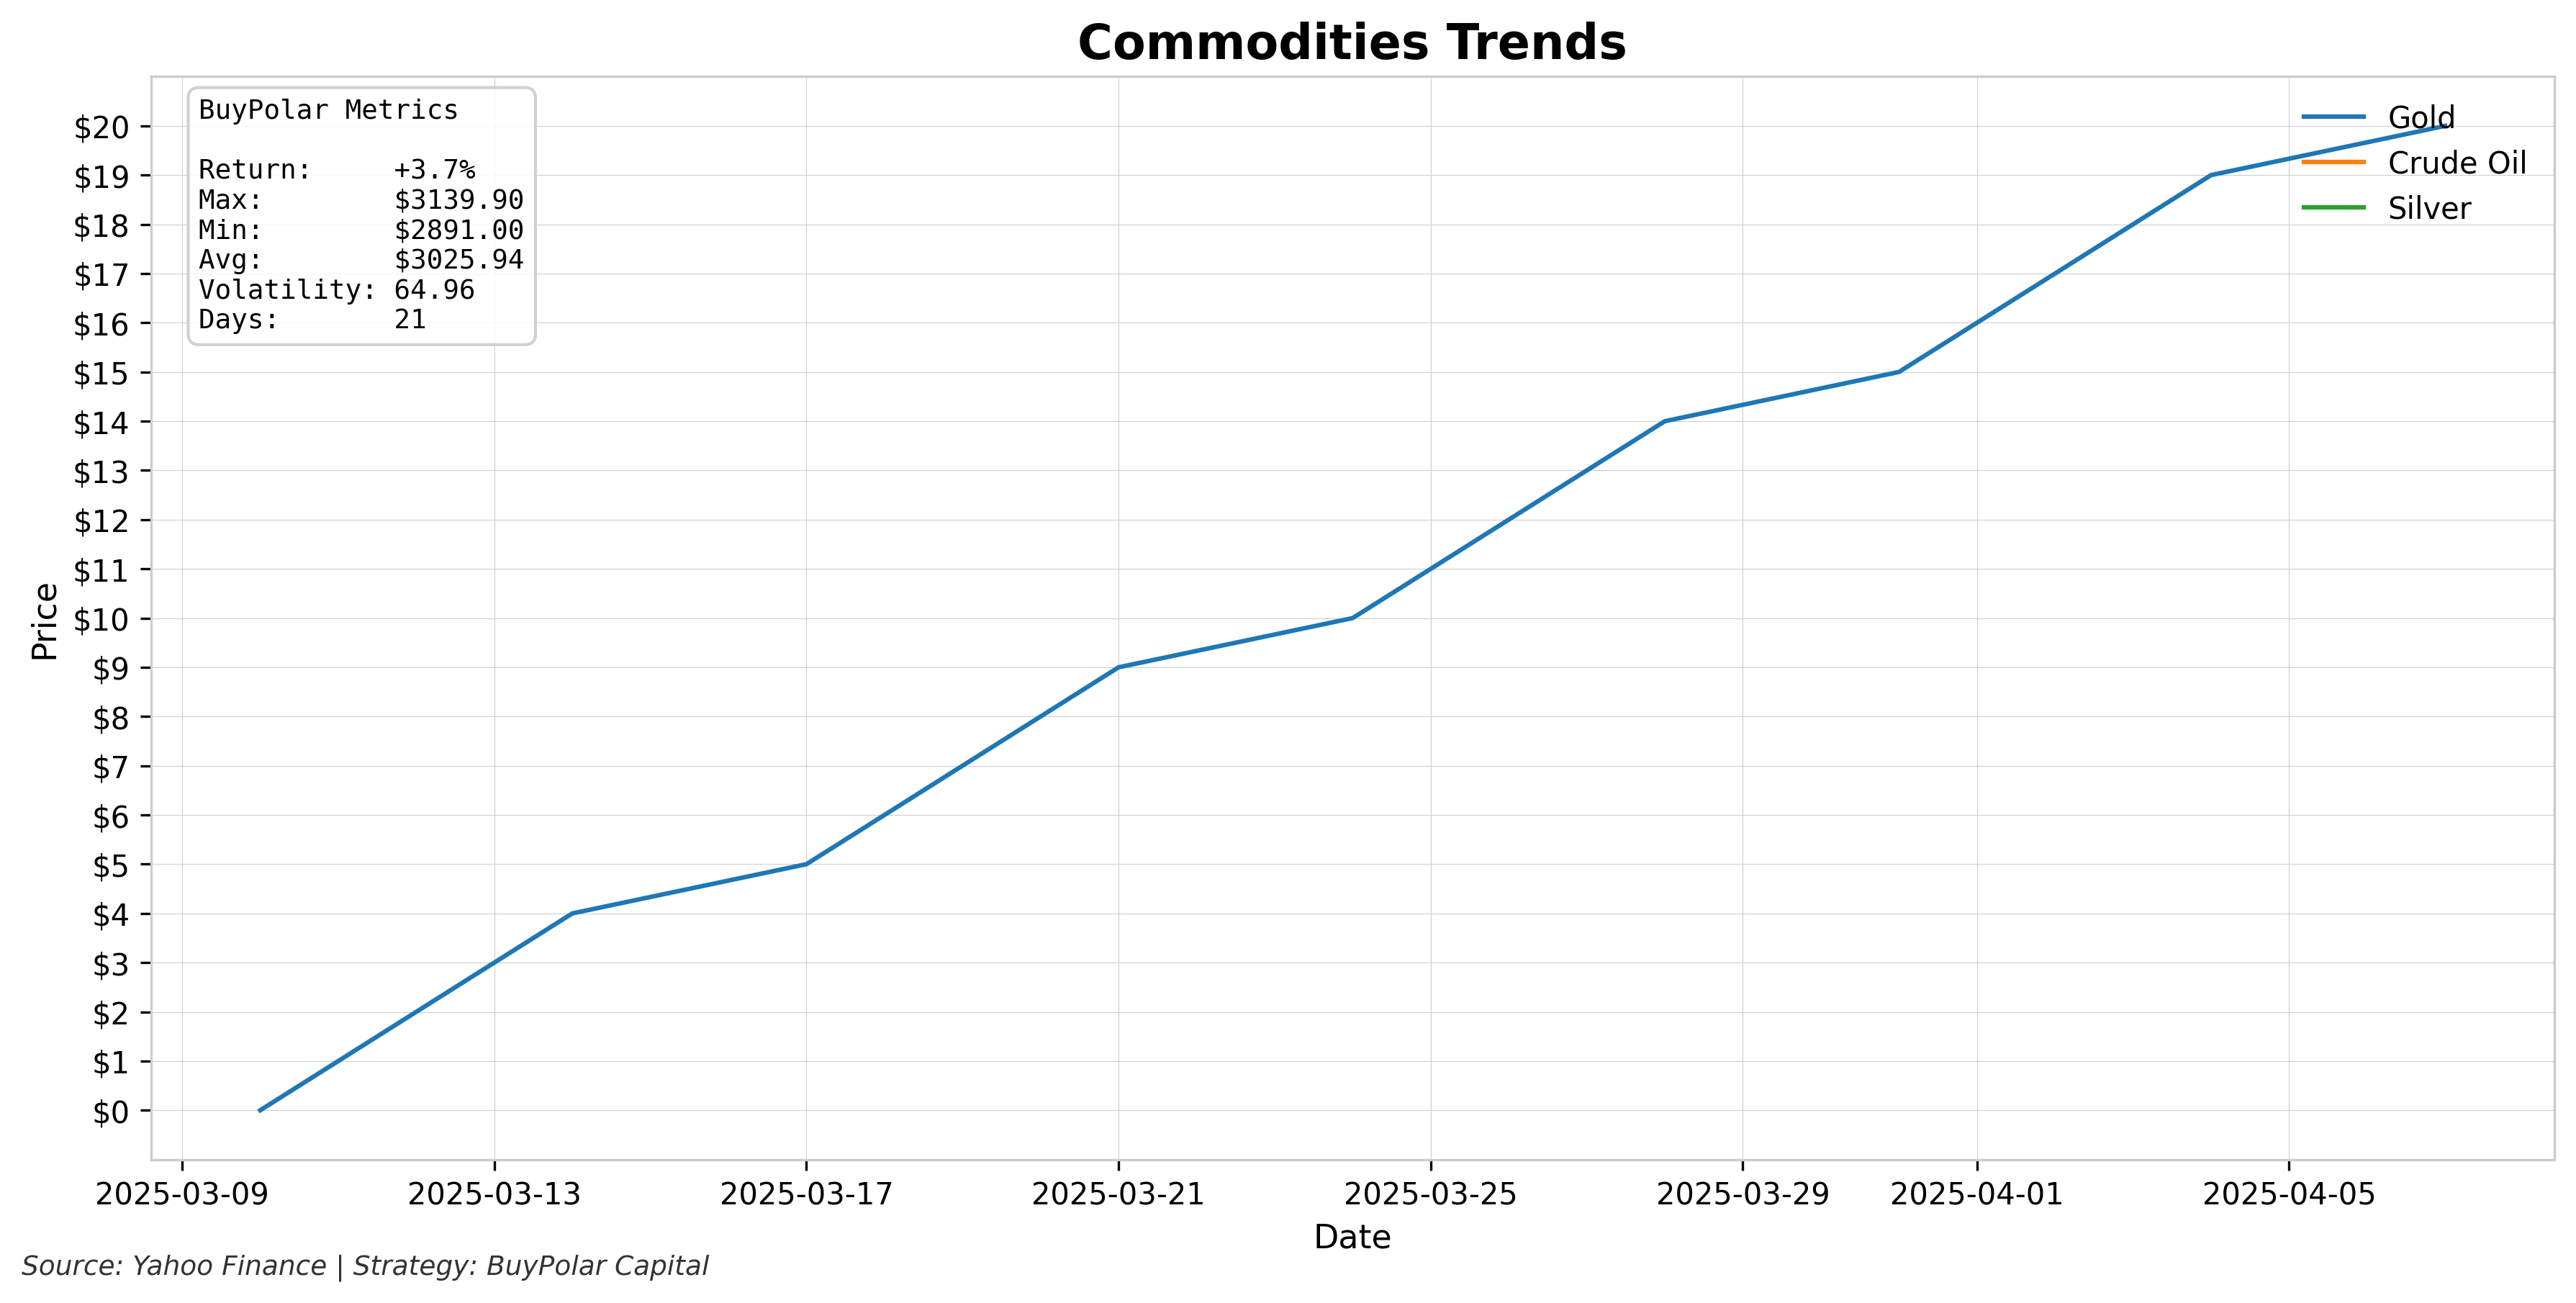 Commodities Trends
BuyPolar Metrics
Return: +3.7%
Max: $3139.90
Min: $2891.00
Avg: $3025.94
Volatility: 64.96
Days: 21
Gold
Crude Oil
Silver
Price
$20
$19
$18
$17
$16
$15
$14
$13
$12
$11
$10
$9
$8
$7
$6
$5
$4
$3
$2
$1
$0
2025-03-09 2025-03-13 2025-03-17 2025-03-21 2025-03-25 2025-03-29 2025-04-01 2025-04-05
Date
Source: Yahoo Finance | Strategy: BuyPolar Capital